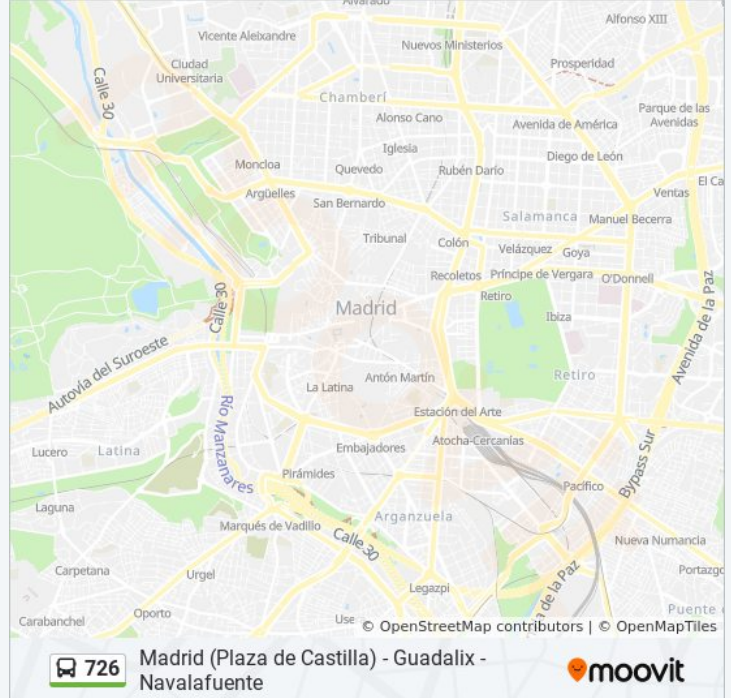 Alvarado
Alfonso XIII
Vicente Aleixandre
Nuevos Ministerios
Ciudad
Universitaria
Prosperidad
Calle 30
Chamberí
Parque de las
Avenidas
Alonso Cano
Avenida de América
Iglesia
Diego de León
Moncloa
Quevedo
Rubén Darío
El Ca
Argüelles
Ventas
San Bernardo
Salamanca
Manuel Becerra
Tribunal
Colón
Velázquez
Goya
Recoletos
Príncipe de Vergara
O'Donnell
Calle 30
Retiro
Madrid
Ibiza
Avenida de la Paz
Autovía del Suroeste
La Latina
Antón Martín
Retiro
Río Manzanares
Estación del Arte
Lucero
Latina
Embajadores
Atocha-Cercanías
Bypass Sur
Pirámides
Pacífico
Laguna
Marqués de Vadillo
Arganzuela
Calle 30
Nueva Numancia
Carpetana
Urgel
Legazpi
a de la Paz
Portazgo
Carabanchel
Oporto
Use
Puente
© OpenStreetMap contributors | © OpenMapTiles
726
Madrid (Plaza de Castilla) - Guadalix -
Navalafuente
moovit